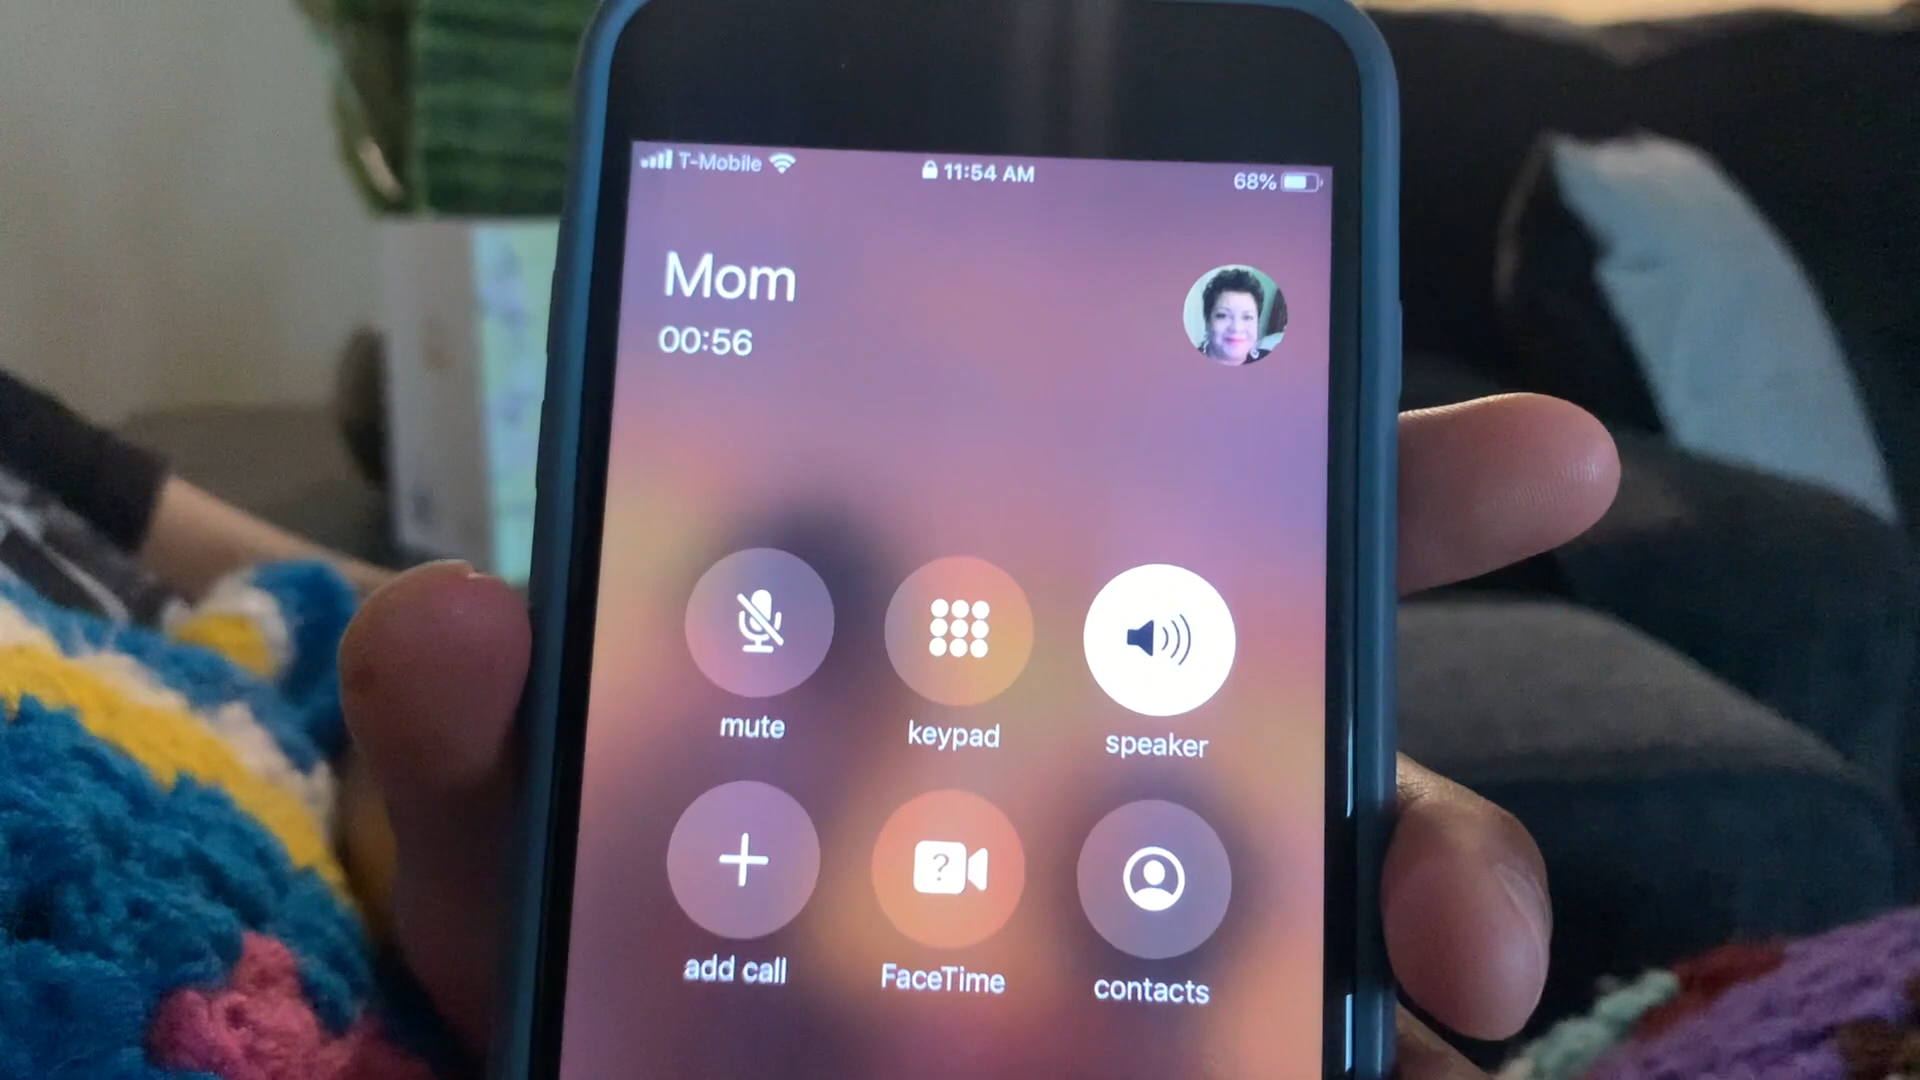 T-Mobile 11:54 AM 68%
Mom
00:56
mute keypad speaker
?
add call FaceTime contacts